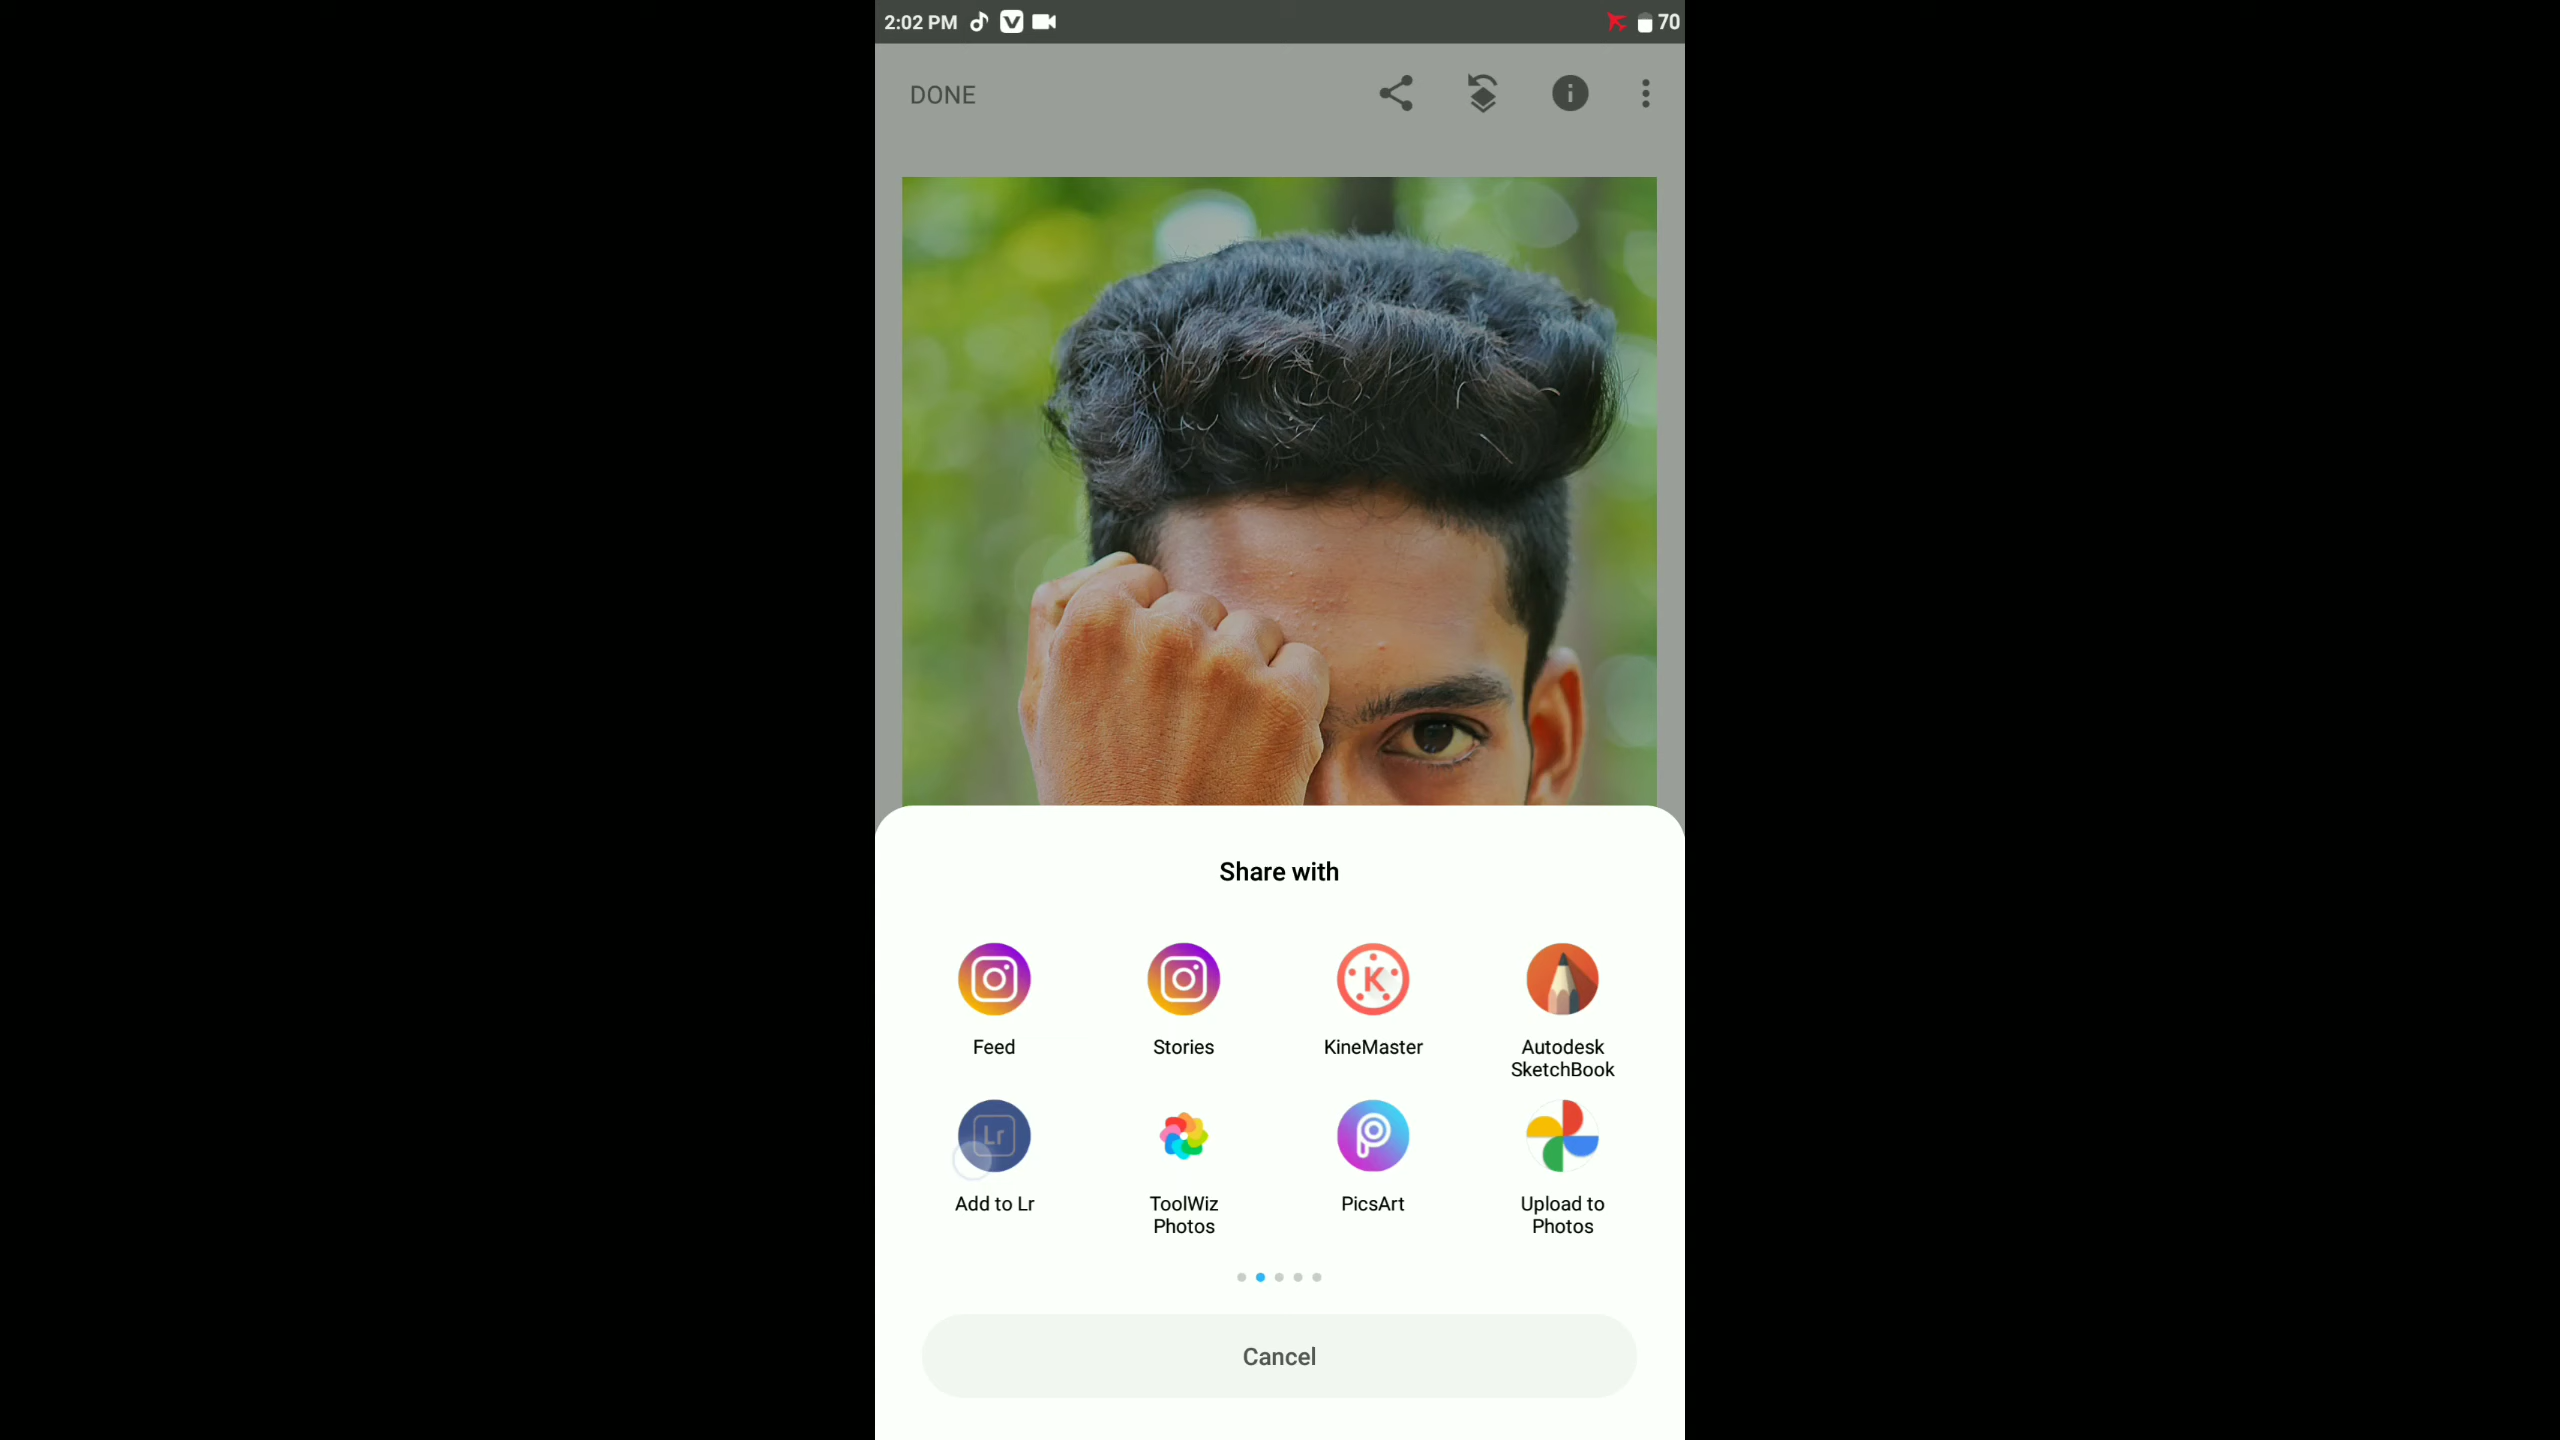 2:02 PM
70
DONE
Share with
Feed
Stories
KineMaster
Autodesk
SketchBook
Lr
Add to Lr
ToolWiz
Photos
PicsArt
Upload to
Photos
Cancel